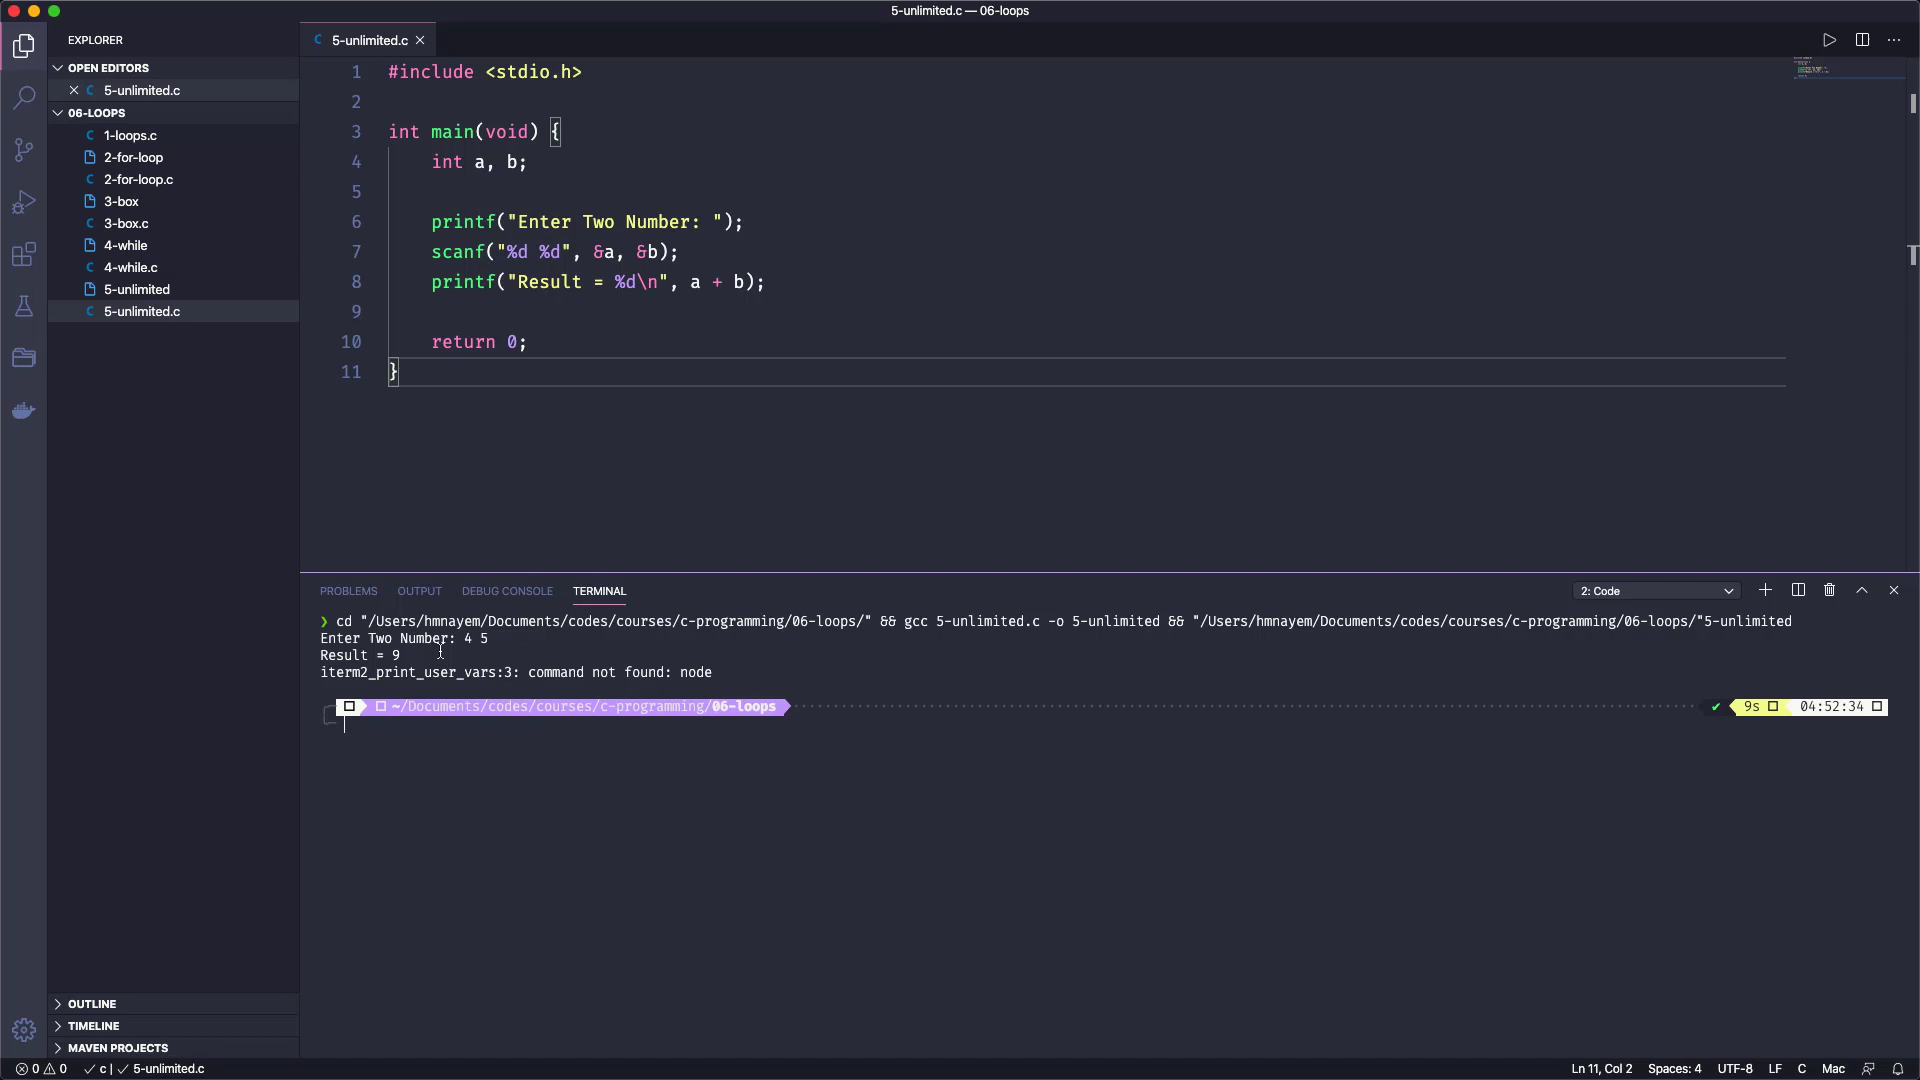 5-unlimited.c — 06-loops
EXPLORER
OPEN EDITORS
5-unlimited.c
06-LOOPS
1-loops.c
2-for-loop
2-for-loop.c
3-box
3-box.c
4-while
4-while.c
5-unlimited
5-unlimited.c
OUTLINE
TIMELINE
MAVEN PROJECTS
5-unlimited.c
1 #include <stdio.h>
2
3 int main(void) {
4 int a, b;
5
6 printf("Enter Two Number: ");
7 scanf("%d %d", &a, &b);
8 printf("Result = %d\n", a + b);
9
10 return 0;
11 }
PROBLEMS OUTPUT DEBUG CONSOLE TERMINAL 2: Code
❯ cd "/Users/hmnayem/Documents/codes/courses/c-programming/06-loops/" && gcc 5-unlimited.c -o 5-unlimited && "/Users/hmnayem/Documents/codes/courses/c-programming/06-loops/"5-unlimited
Enter Two Number: 4 5
Result = 9
iterm2_print_user_vars:3: command not found: node
~/Documents/codes/courses/c-programming/06-loops ✔ 9s 04:52:34
0 0 ✓ c | ✓ 5-unlimited.c Ln 11, Col 2 Spaces: 4 UTF-8 LF C Mac